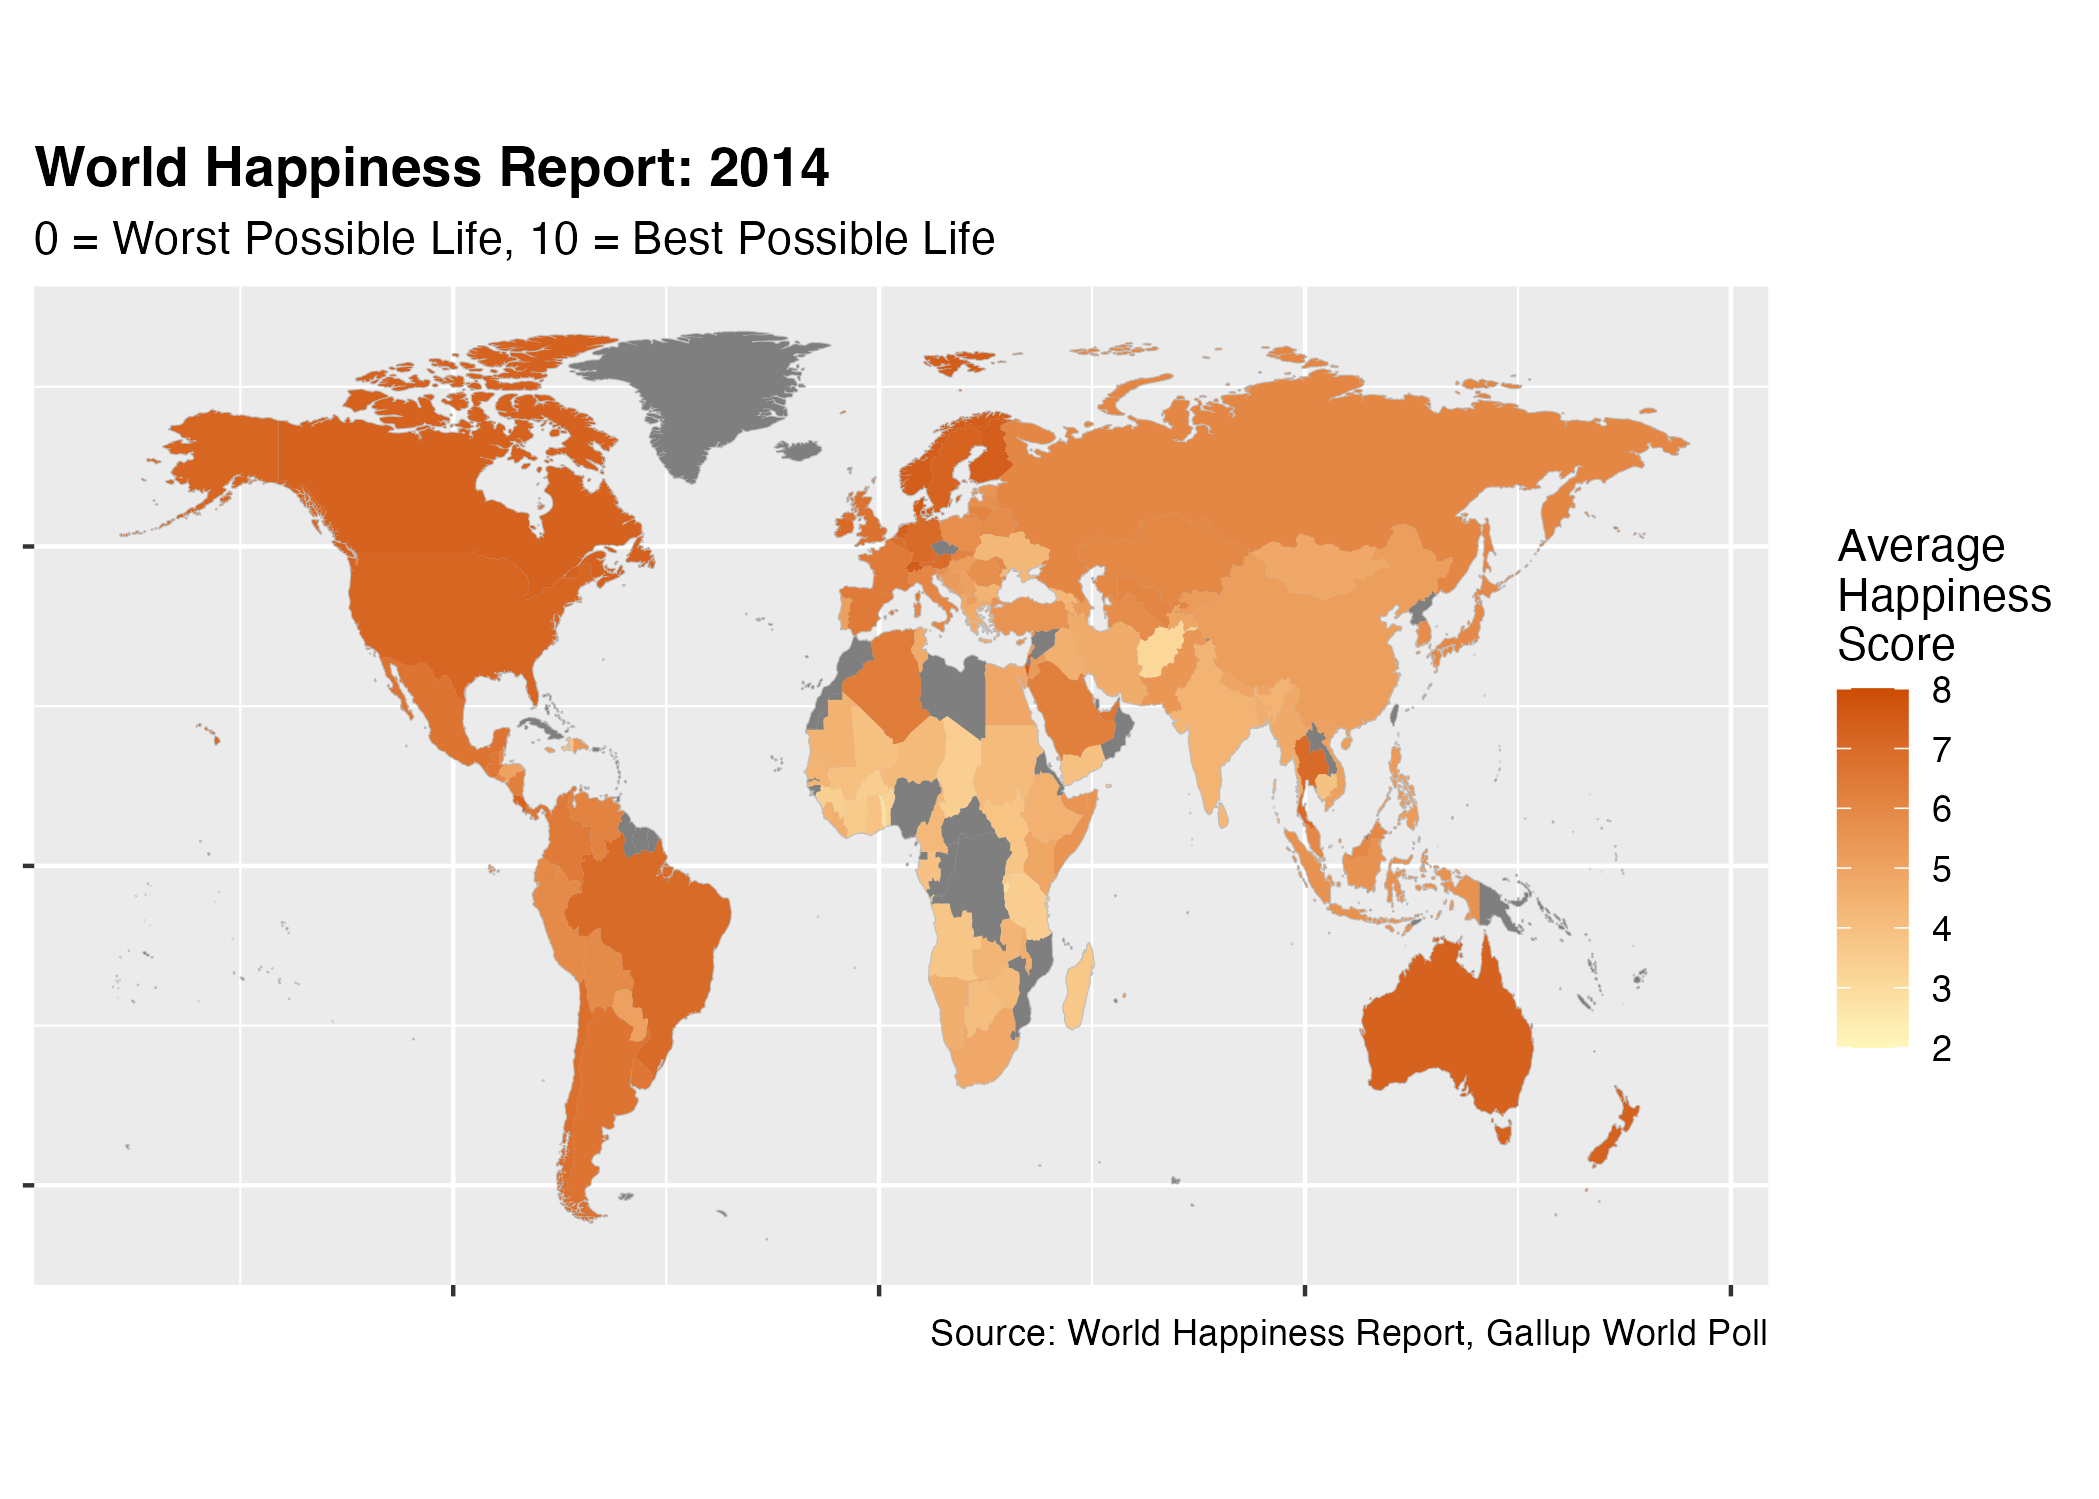 World Happiness Report: 2014
0 = Worst Possible Life, 10 = Best Possible Life
Average
Happiness
Score
8
7
6
5
4
3
2
Source: World Happiness Report, Gallup World Poll